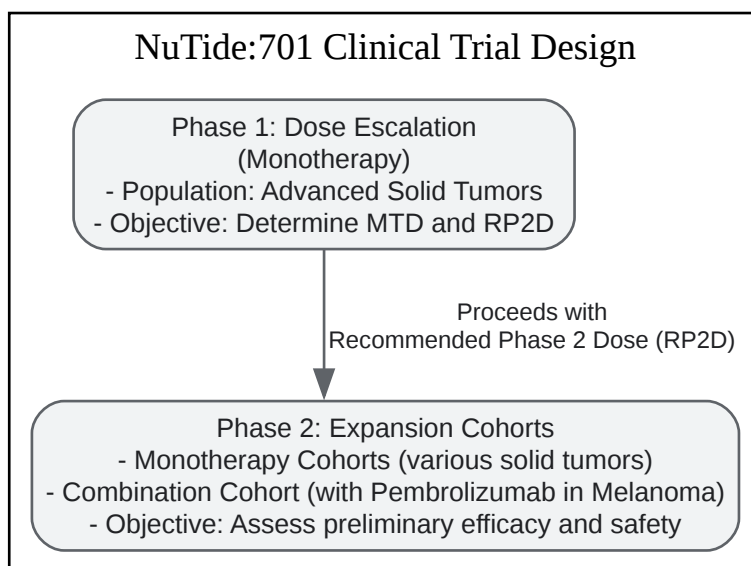 NuTide:701 Clinical Trial Design
Phase 1: Dose Escalation
(Monotherapy)
- Population: Advanced Solid Tumors
- Objective: Determine MTD and RP2D
Proceeds with
Recommended Phase 2 Dose (RP2D)
Phase 2: Expansion Cohorts
- Monotherapy Cohorts (various solid tumors)
- Combination Cohort (with Pembrolizumab in Melanoma)
- Objective: Assess preliminary efficacy and safety